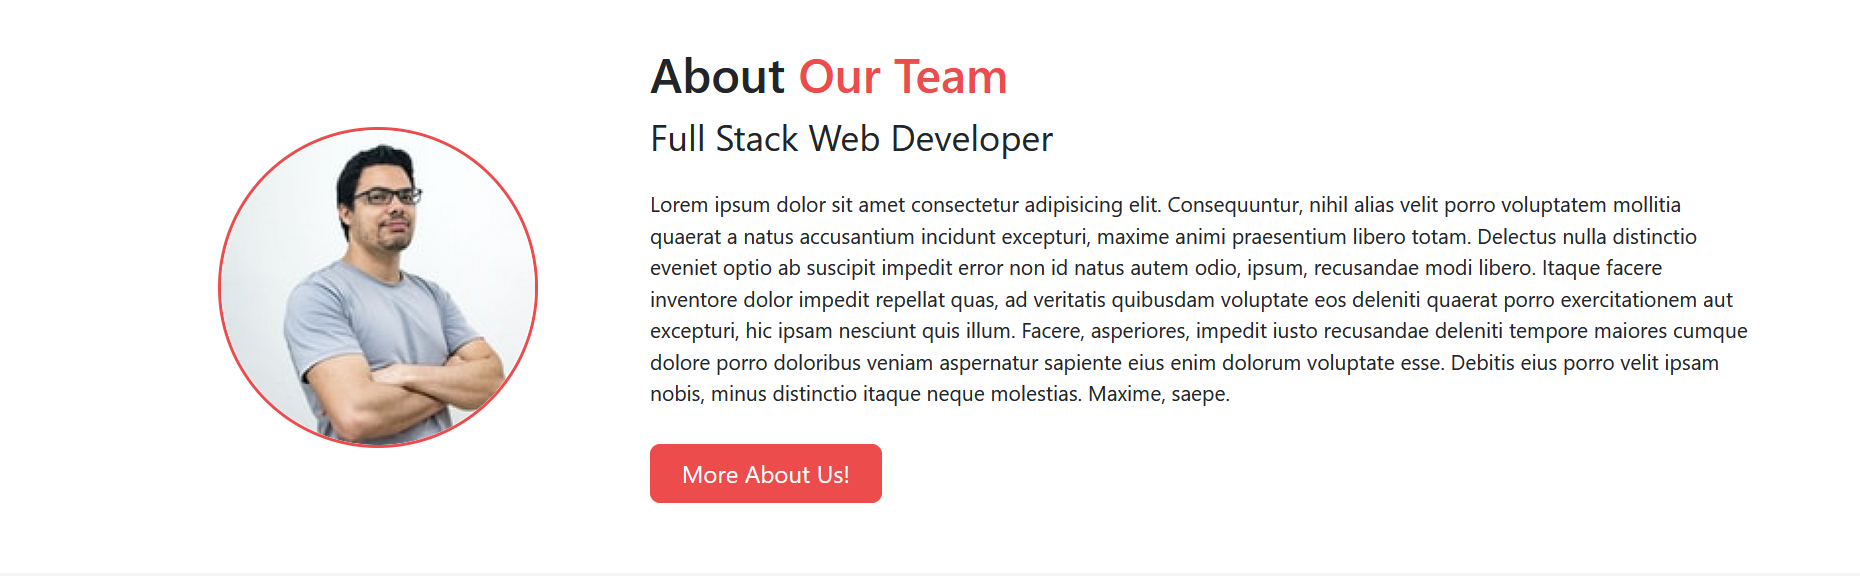 About Our Team
Full Stack Web Developer
Lorem ipsum dolor sit amet consectetur adipisicing elit. Consequuntur, nihil alias velit porro voluptatem mollitia
quaerat a natus accusantium incidunt excepturi, maxime animi praesentium libero totam. Delectus nulla distinctio
eveniet optio ab suscipit impedit error non id natus autem odio, ipsum, recusandae modi libero. Itaque facere
inventore dolor impedit repellat quas, ad veritatis quibusdam voluptate eos deleniti quaerat porro exercitationem aut
excepturi, hic ipsam nesciunt quis illum. Facere, asperiores, impedit iusto recusandae deleniti tempore maiores cumque
dolore porro doloribus veniam aspernatur sapiente eius enim dolorum voluptate esse. Debitis eius porro velit ipsam
nobis, minus distinctio itaque neque molestias. Maxime, saepe.
More About Us!